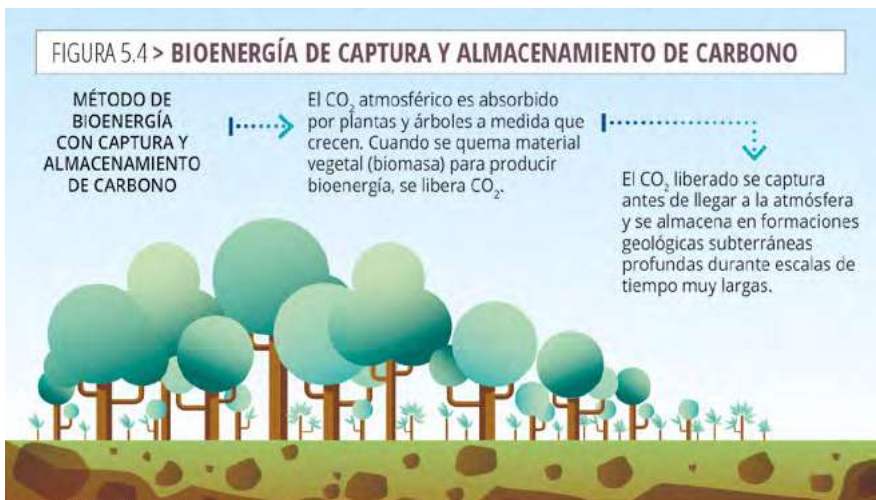 FIGURA 5.4 > BIOENERGÍA DE CAPTURA Y ALMACENAMIENTO DE CARBONO
MÉTODO DE
BIOENERGÍA
CON CAPTURA Y
ALMACENAMIENTO
DE CARBONO
El CO₂ atmosférico es absorbido
por plantas y árboles a medida que
crecen. Cuando se quema material
vegetal (biomasa) para producir
bioenergía, se libera CO₂.
El CO₂ liberado se captura
antes de llegar a la atmósfera
y se almacena en formaciones
geológicas subterráneas
profundas durante escalas de
tiempo muy largas.